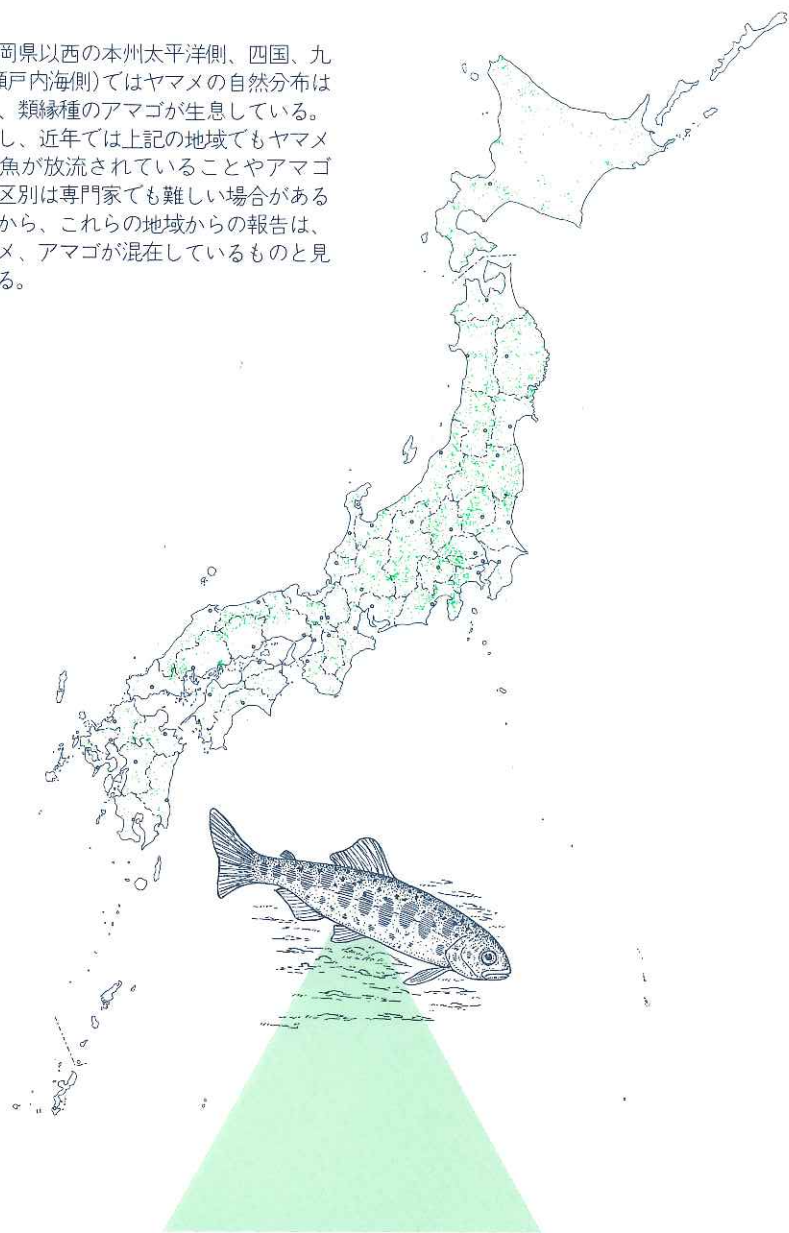 岡県以西の本州太平洋側、四国、九
瀬戸内海側)ではヤマメの自然分布は
、類縁種のアマゴが生息している。
し、近年では上記の地域でもヤマメ
魚が放流されていることやアマゴ
区別は専門家でも難しい場合がある
から、これらの地域からの報告は、
メ、アマゴが混在しているものと見
る。